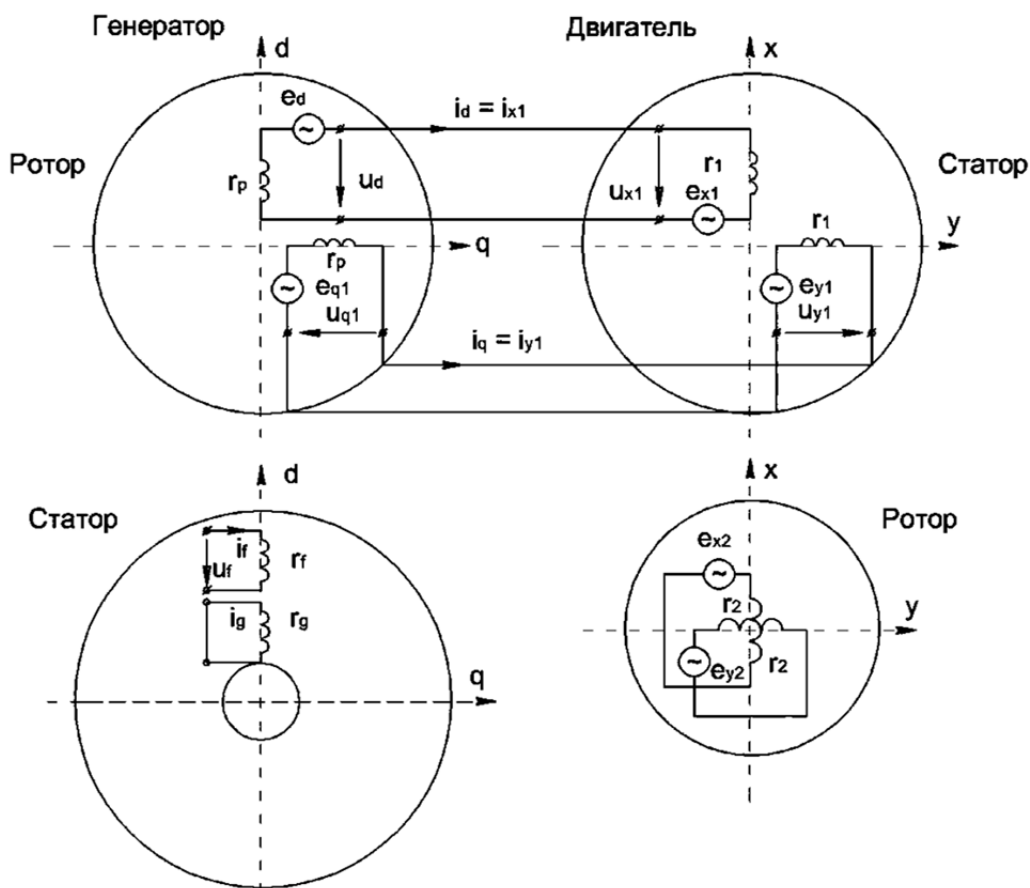 Генератор
Двигатель
d
x
e_d
i_d = i_x1
Ротор
r_p
u_d
u_x1
r_1
e_x1
Статор
r_1
q
y
r_p
e_q1
u_q1
e_y1
u_y1
i_q = i_y1
d
x
Статор
Ротор
i_f
r_f
u_f
e_x2
i_g
r_g
r_2
y
e_y2
r_2
q